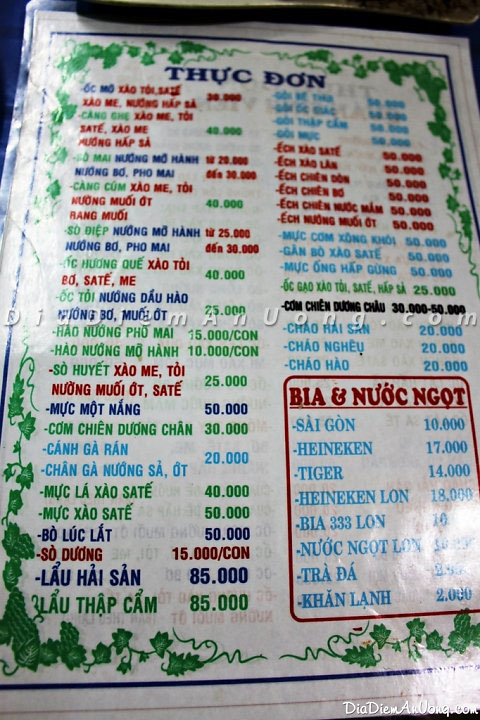 THỰC ĐƠN
-ỐC MỠ XÀO TỎI,SATẾ
XÀO ME, NƯỚNG HẤP SẢ 30.000
-CÀNG GHẸ XÀO ME, TỎI
SATẾ, XÀO ME 40.000
NƯỚNG HẤP SẢ
-SÒ MAI NƯỚNG MỠ HÀNH từ 20.000
NƯỚNG BƠ, PHO MAI đến 30.000
-CÀNG CÚM XÀO ME, TỎI
NƯỚNG MUỐI ỚT 40.000
RANG MUỐI
-SÒ ĐIỆP NƯỚNG MỠ HÀNH từ 25.000
NƯỚNG BƠ, PHO MAI đến 30.000
-ỐC HƯƠNG QUẾ XÀO TỎI
BƠ, SATẾ, ME 40.000
-ỐC TỎI NƯỚNG DẦU HÀO
NƯỚNG BƠ, MUỐI ỚT 25.000
-HÀO NƯỚNG PHÔ MAI 15.000/CON
-HÀO NƯỚNG MỠ HÀNH 10.000/CON
-SÒ HUYẾT XÀO ME, TỎI
NƯỜNG MUỐI ỚT, SATẾ 25.000
-MỰC MỘT NẮNG 50.000
-CƠM CHIÊN DƯƠNG CHÂN 30.000
-CÁNH GÀ RÁN
-CHÂN GÀ NƯỚNG SẢ, ỚT 20.000
-MỰC LÁ XÀO SATẾ 40.000
-MỰC XÀO SATẾ 50.000
-BÒ LÚC LẮT 50.000
-SÒ DƯƠNG 15.000/CON
-LẨU HẢI SẢN 85.000
LẨU THẬP CẨM 85.000
-GỎI BÊ THUI 50.000
-GỎI ỐC GIÁC 50.000
-GỎI THẬP CẨM 50.000
-GỎI MỰC 50.000
-ẾCH XÀO SATẾ 50.000
-ẾCH XÀO LĂN 50.000
-ẾCH CHIÊN DÒN 50.000
-ẾCH CHIÊN BƠ 50.000
-ẾCH CHIÊN NƯỚC MẮM 50.000
-ẾCH NƯỚNG MUỐI ỚT 50.000
-MỰC CƠM XÔNG KHÓI 50.000
-GÂN BÒ XÀO SATẾ 50.000
-MỰC ỐNG HẤP GỪNG 50.000
-ỐC GẠO XÀO TỎI, SATẾ, HẤP SẢ 25.000
-CƠM CHIÊN DƯƠNG CHÂU 30.000-50.000
-CHÁO HẢI SẢN 20.000
-CHÁO NGHÊU 20.000
-CHÁO HÀO 20.000
BỊA & NƯỚC NGỌT
-SÀI GÒN 10.000
-HEINEKEN 17.000
-TIGER 14.000
-HEINEKEN LON 18.000
-BIA 333 LON 10
-NƯỚC NGỌT LON
-TRÀ ĐÁ
-KHĂN LẠNH 2.000
DiaDiemAnUong.com
DiaDiemAnUong.com